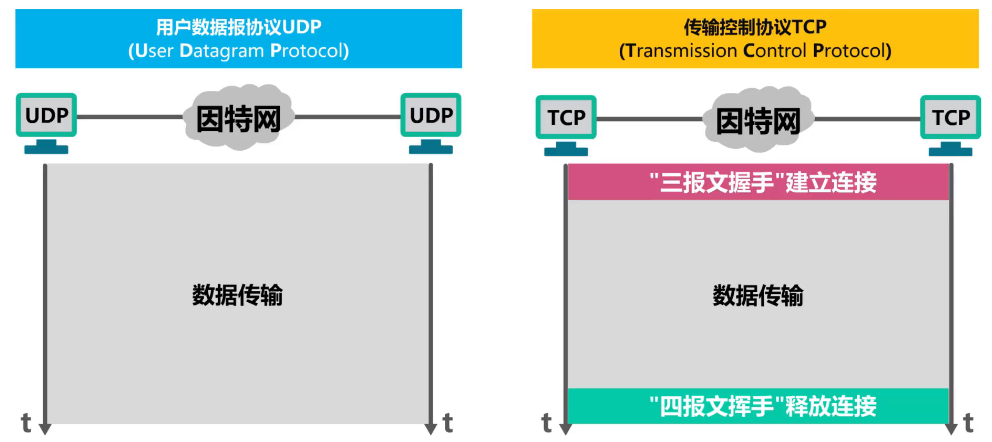 用户数据报协议UDP
(User Datagram Protocol)
UDP
因特网
UDP
数据传输
t
t
传输控制协议TCP
(Transmission Control Protocol)
TCP
因特网
TCP
"三报文握手"建立连接
数据传输
"四报文挥手"释放连接
t
t